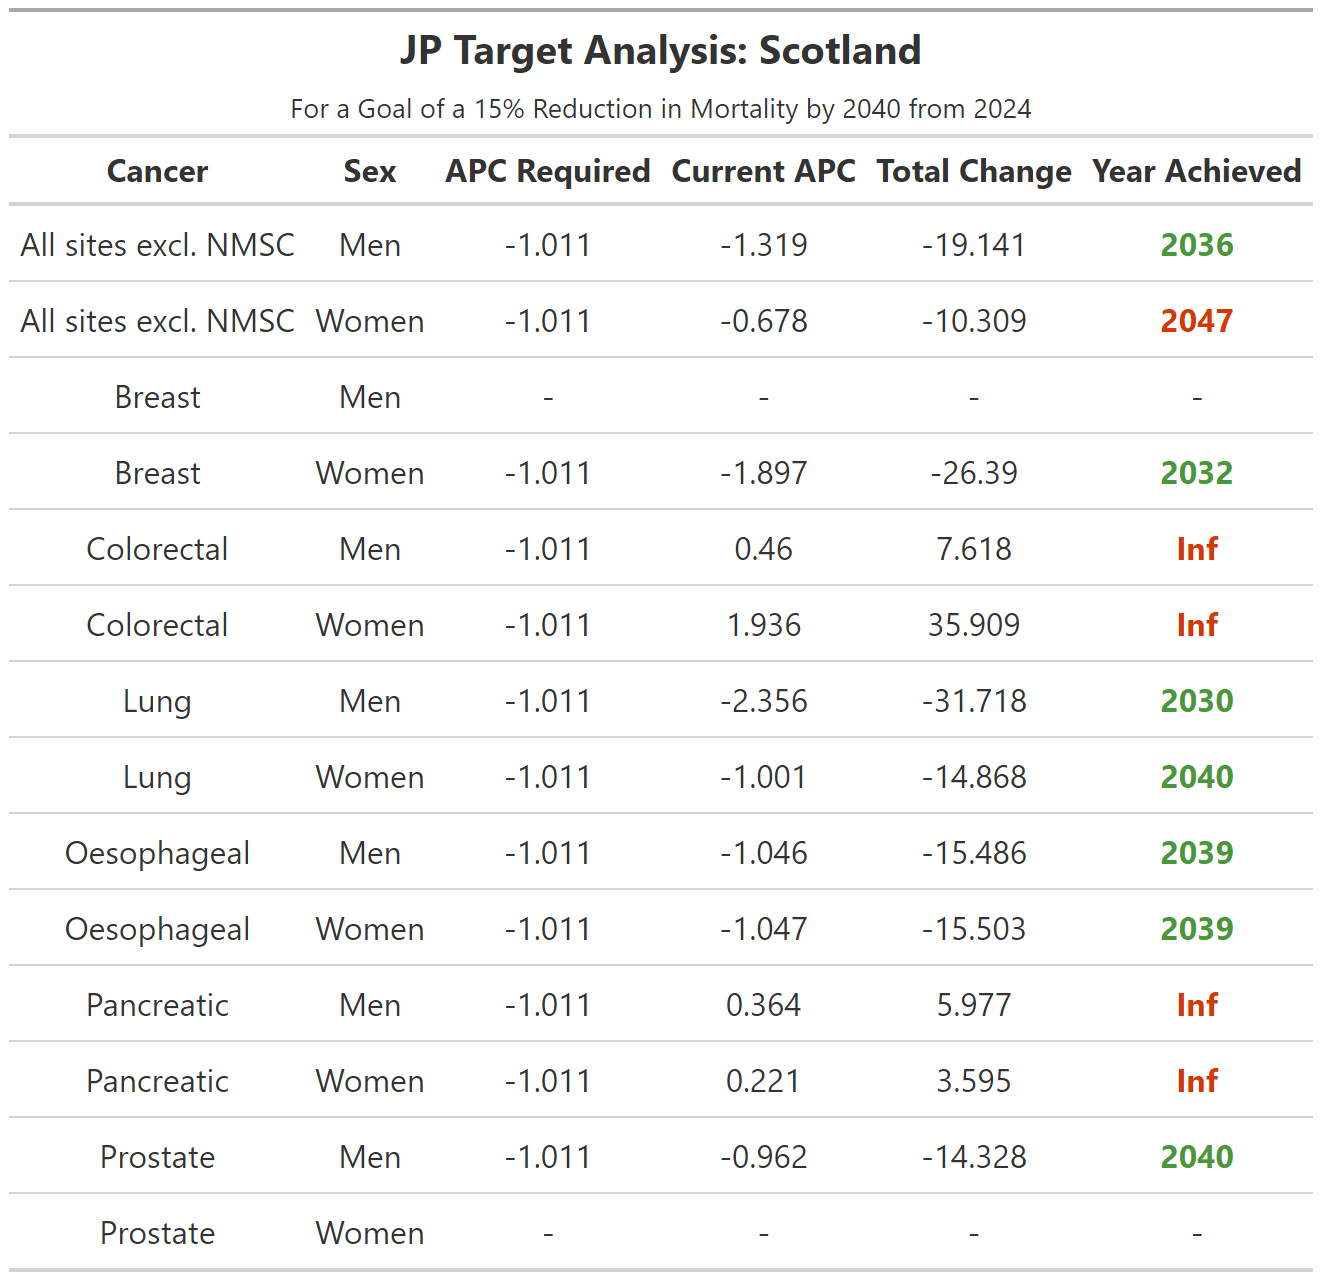 JP Target Analysis: Scotland
For a Goal of a 15% Reduction in Mortality by 2040 from 2024
Cancer Sex APC Required Current APC Total Change Year Achieved
All sites excl. NMSC Men -1.011 -1.319 -19.141 2036
All sites excl. NMSC Women -1.011 -0.678 -10.309 2047
Breast Men - - - -
Breast Women -1.011 -1.897 -26.39 2032
Colorectal Men -1.011 0.46 7.618 Inf
Colorectal Women -1.011 1.936 35.909 Inf
Lung Men -1.011 -2.356 -31.718 2030
Lung Women -1.011 -1.001 -14.868 2040
Oesophageal Men -1.011 -1.046 -15.486 2039
Oesophageal Women -1.011 -1.047 -15.503 2039
Pancreatic Men -1.011 0.364 5.977 Inf
Pancreatic Women -1.011 0.221 3.595 Inf
Prostate Men -1.011 -0.962 -14.328 2040
Prostate Women - - - -